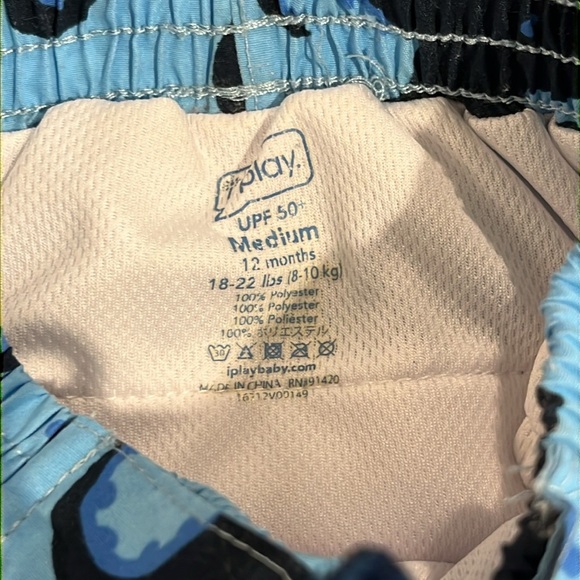 iplay.
UPF 50+
Medium
12 months
18-22 lbs (8-10 kg)
100% Polyester
100% Polyester
100% Poliéster
100% ポリエステル
30
iplaybaby.com
MADE IN CHINA RN#91420